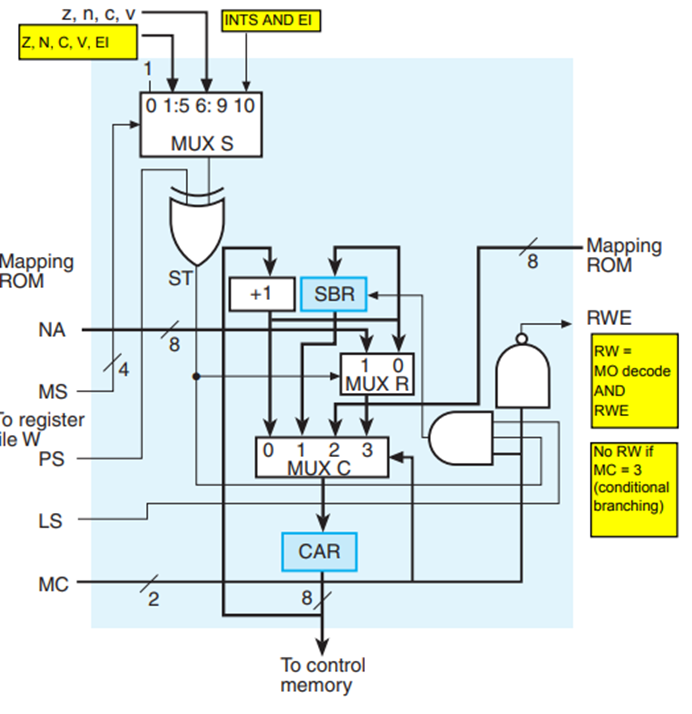 z, n, c, v
INTS AND EI
Z, N, C, V, EI
1
0 1:5 6: 9 10
MUX S
Mapping
ROM
ST
+1
SBR
8
Mapping
ROM
NA
8
1 0
MUX R
RWE
RW =
MO decode
AND
RWE
4
MS
To register
ile W
PS
0 1 2 3
MUX C
No RW if
MC = 3
(conditional
branching)
LS
CAR
MC
2
8
To control
memory